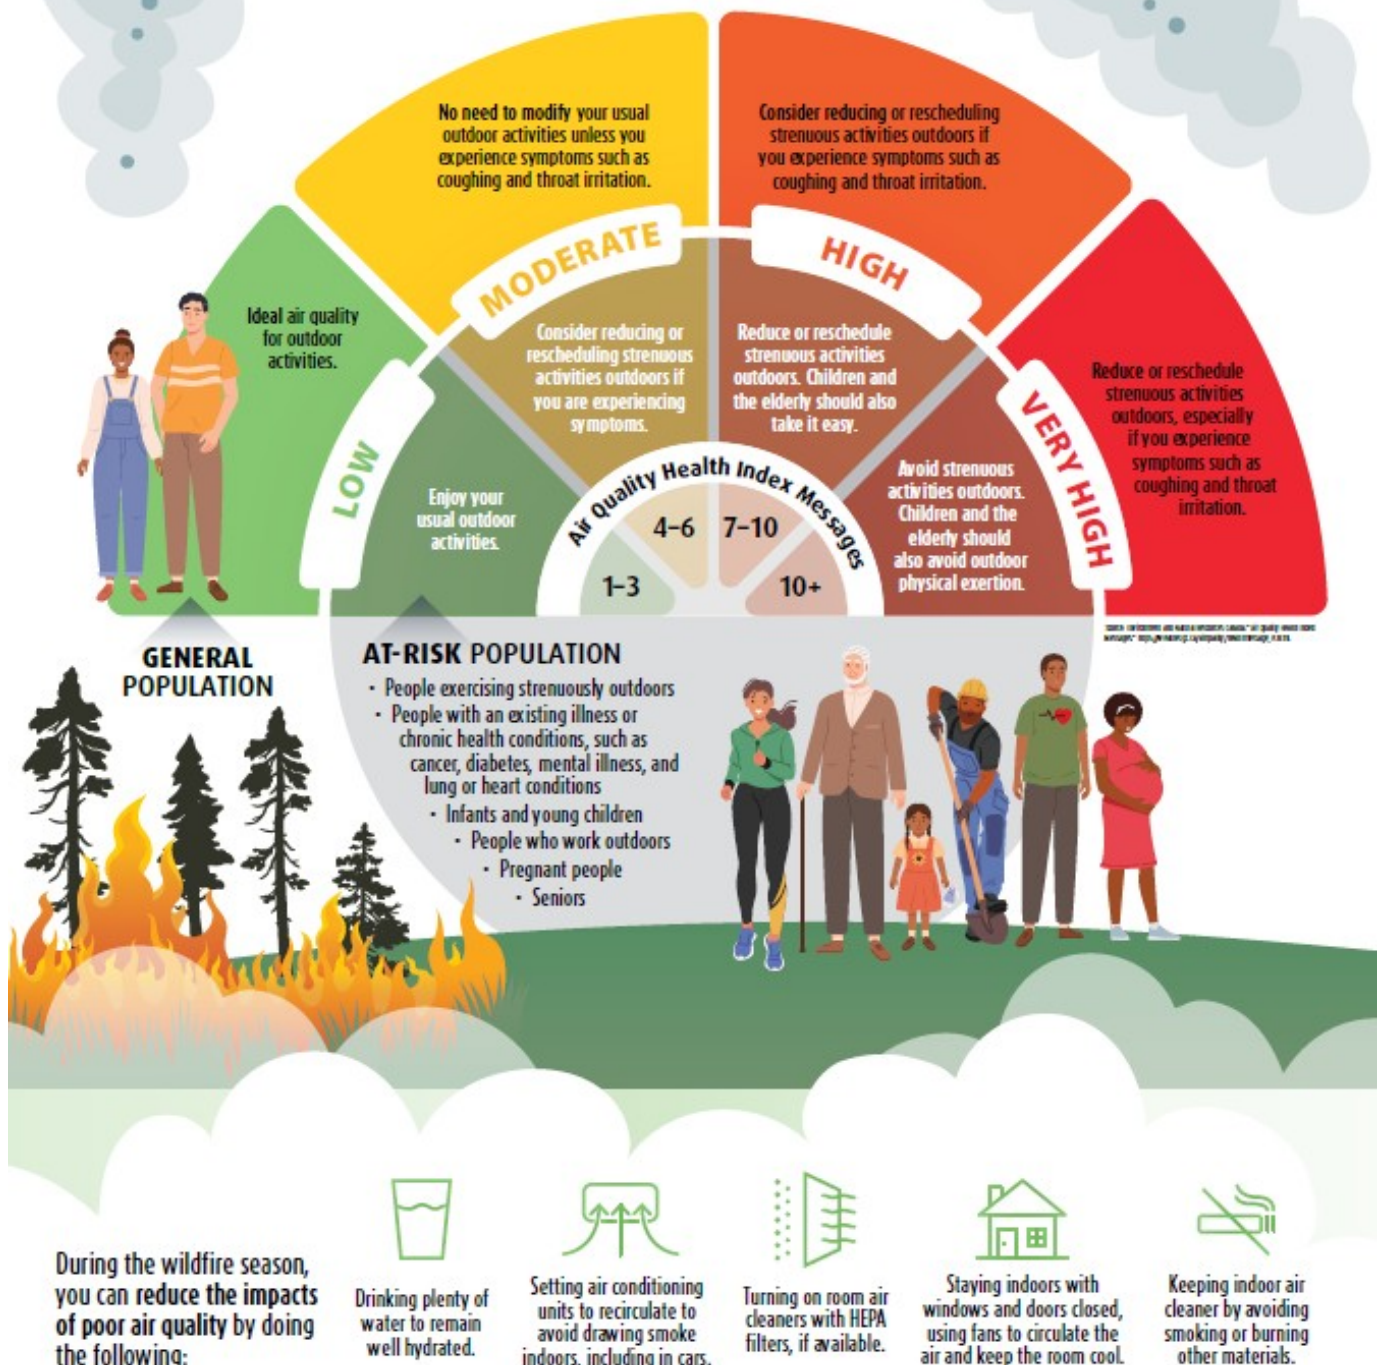 No need to modify your usual
outdoor activities unless you
experience symptoms such as
coughing and throat irritation.
Consider reducing or rescheduling
strenuous activities outdoors if
you experience symptoms such as
coughing and throat irritation.
Ideal air quality
for outdoor
activities.
Reduce or reschedule
strenuous activities
outdoors, especially
if you experience
symptoms such as
coughing and throat
irritation.
LOW
MODERATE
HIGH
VERY HIGH
Enjoy your
usual outdoor
activities.
Consider reducing or
rescheduling strenuous
activities outdoors if
you are experiencing
symptoms.
Reduce or reschedule
strenuous activities
outdoors. Children and
the elderly should also
take it easy.
Avoid strenuous
activities outdoors.
Children and the
elderly should
also avoid outdoor
physical exertion.
Air Quality Health Index Messages
1–3
4–6
7–10
10+
GENERAL
POPULATION
AT-RISK POPULATION
• People exercising strenuously outdoors
• People with an existing illness or
chronic health conditions, such as
cancer, diabetes, mental illness, and
lung or heart conditions
• Infants and young children
• People who work outdoors
• Pregnant people
• Seniors
During the wildfire season,
you can reduce the impacts
of poor air quality by doing
the following:
Drinking plenty of
water to remain
well hydrated.
Setting air conditioning
units to recirculate to
avoid drawing smoke
indoors, including in cars.
Turning on room air
cleaners with HEPA
filters, if available.
Staying indoors with
windows and doors closed,
using fans to circulate the
air and keep the room cool.
Keeping indoor air
cleaner by avoiding
smoking or burning
other materials.